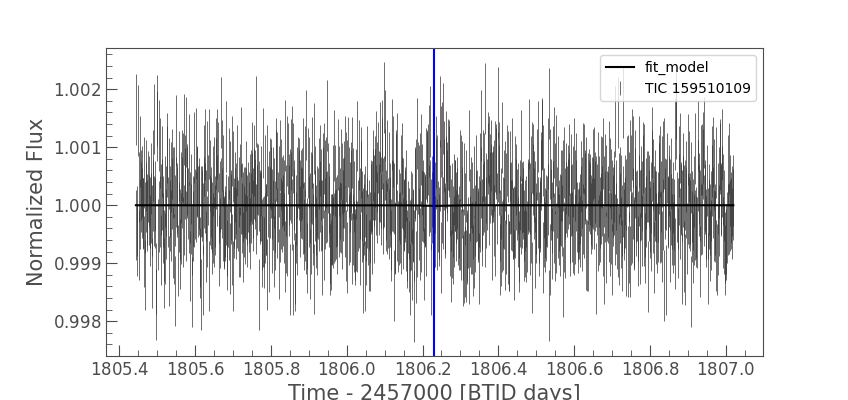 fit_model
TIC 159510109
Normalized Flux
1.002
1.001
1.000
0.999
0.998
1805.4 1805.6 1805.8 1806.0 1806.2 1806.4 1806.6 1806.8 1807.0
Time - 2457000 [BTJD days]